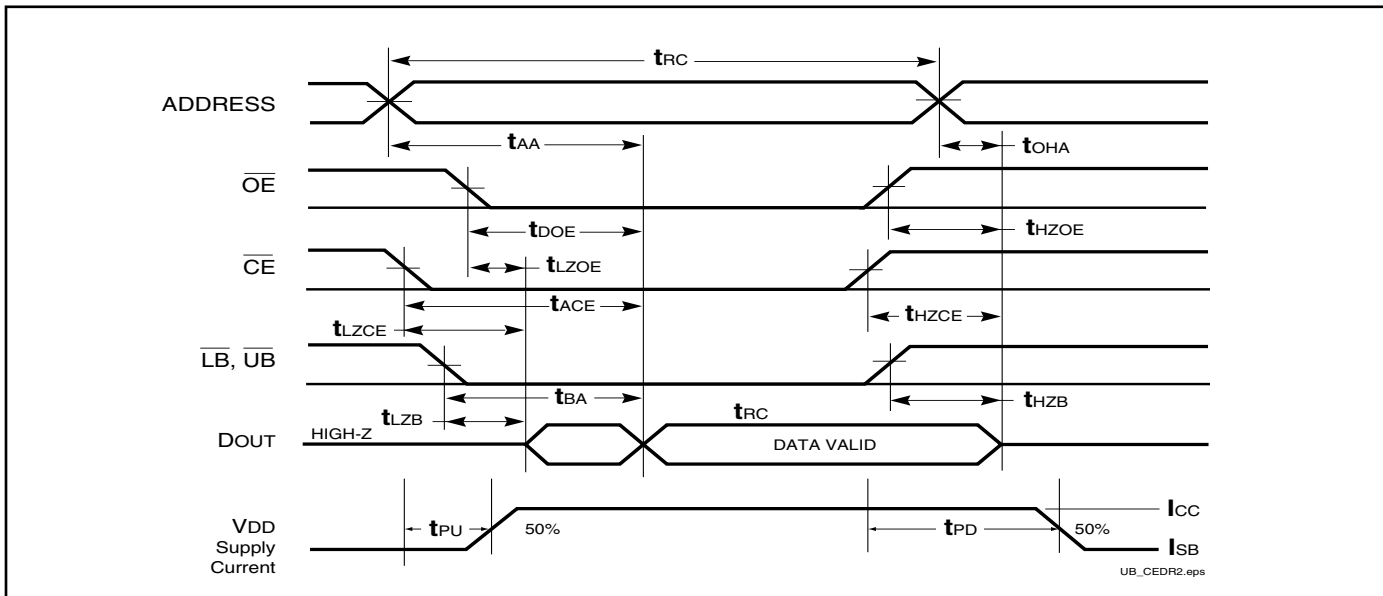 tRC
ADDRESS
tAA
tOHA
OE
tDOE
tHZOE
CE
tLZOE
tACE
tHZCE
tLZCE
LB, UB
tBA
tHZB
tLZB
tRC
DOUT
HIGH-Z
DATA VALID
tPU
50%
tPD
50%
ICC
VDD
Supply
Current
ISB
UB_CEDR2.eps